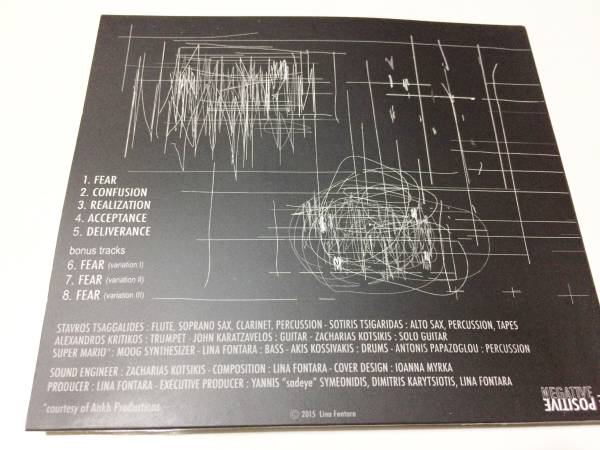 1. FEAR
2. CONFUSION
3. REALIZATION
4. ACCEPTANCE
5. DELIVERANCE
bonus tracks
6. FEAR (variation I)
7. FEAR (variation II)
8. FEAR (variation III)
STAVROS TSAGGALIDES : FLUTE, SOPRANO SAX, CLARINET, PERCUSSION - SOTIRIS TSIGARIDAS : ALTO SAX, PERCUSSION, TAPES
ALEXANDROS KRITIKOS : TRUMPET - JOHN KARATZAVELOS : GUITAR - ZACHARIAS KOTSIKIS : SOLO GUITAR
SUPER MARIO* : MOOG SYNTHESIZER - LINA FONTARA : BASS - AKIS KOSSIVAKIS : DRUMS - ANTONIS PAPAZOGLOU : PERCUSSION
SOUND ENGINEER : ZACHARIAS KOTSIKIS - COMPOSITION : LINA FONTARA - COVER DESIGN : IOANNA MYRKA
PRODUCER : LINA FONTARA - EXECUTIVE PRODUCER : YANNIS "sadeye" SYMEONIDIS, DIMITRIS KARYTSIOTIS, LINA FONTARA
*courtesy of Ankh Productions
© 2015 Lina Fontara
NEGATIVE
POSITIVE